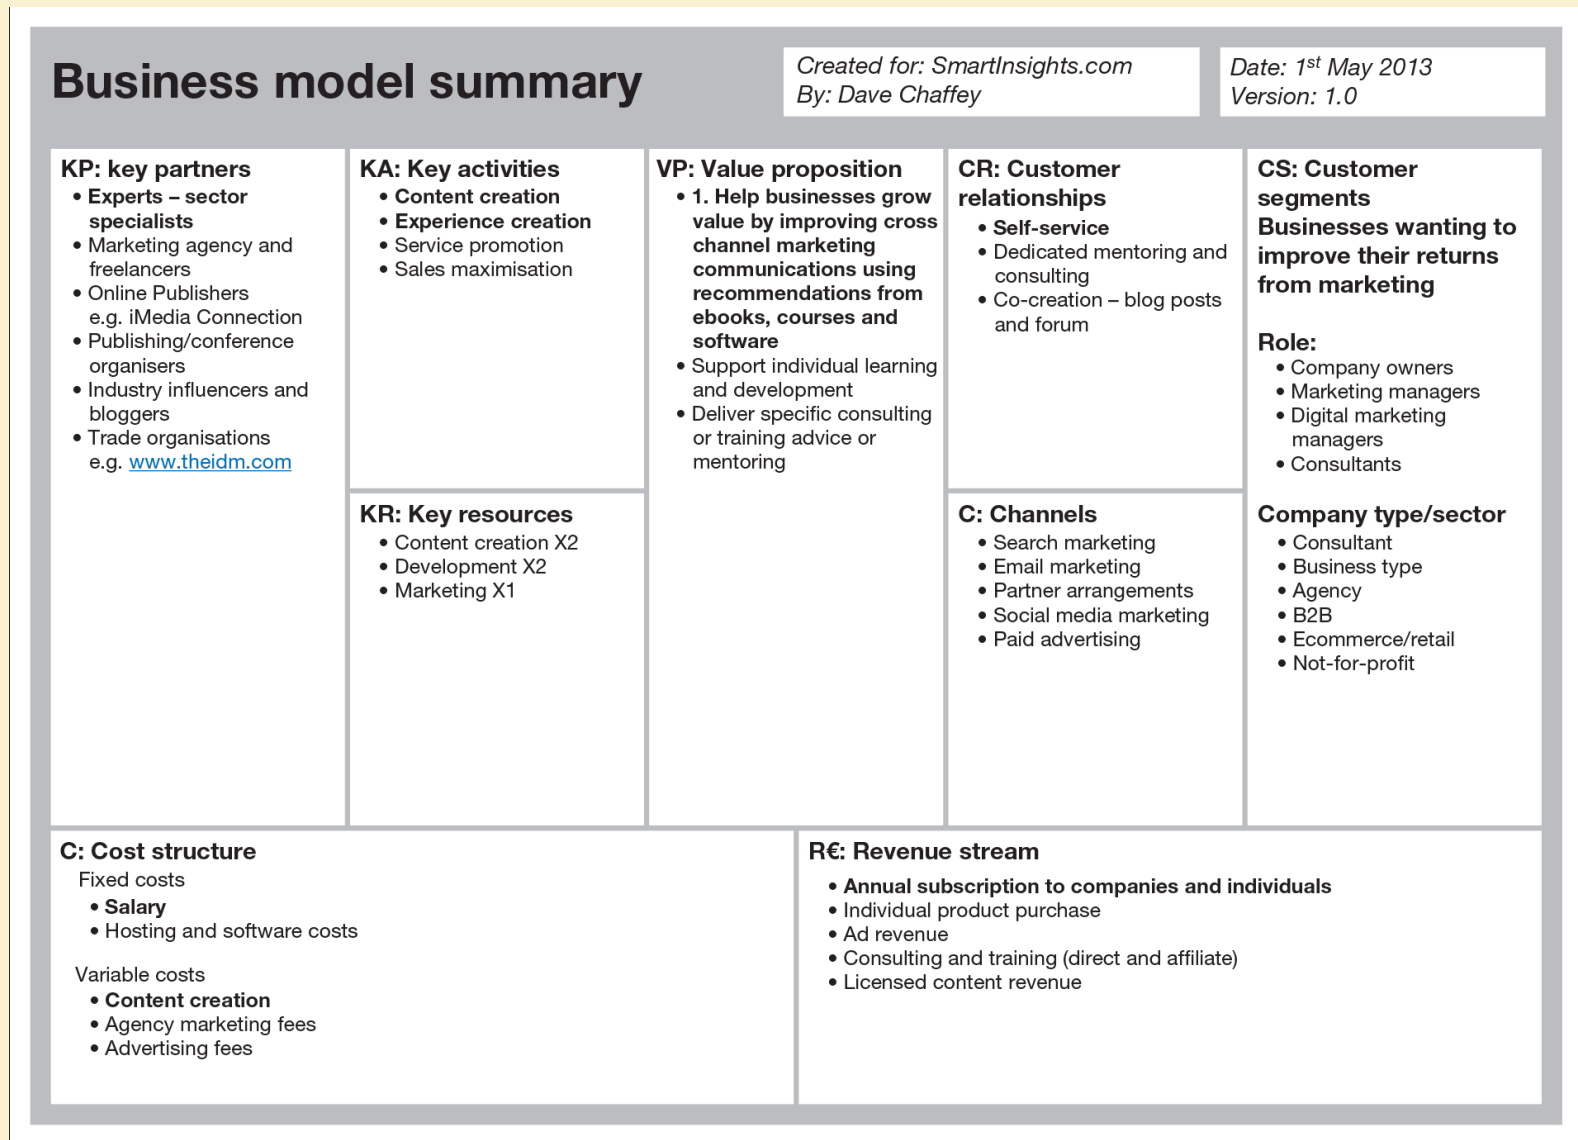 Business model summary
Created for: SmartInsights.com
By: Dave Chaffey
Date: 1st May 2013
Version: 1.0
KP: key partners
• Experts – sector
specialists
• Marketing agency and
freelancers
• Online Publishers
e.g. iMedia Connection
• Publishing/conference
organisers
• Industry influencers and
bloggers
• Trade organisations
e.g. www.theidm.com
KA: Key activities
• Content creation
• Experience creation
• Service promotion
• Sales maximisation
KR: Key resources
• Content creation X2
• Development X2
• Marketing X1
VP: Value proposition
• 1. Help businesses grow
value by improving cross
channel marketing
communications using
recommendations from
ebooks, courses and
software
• Support individual learning
and development
• Deliver specific consulting
or training advice or
mentoring
CR: Customer
relationships
• Self-service
• Dedicated mentoring and
consulting
• Co-creation – blog posts
and forum
C: Channels
• Search marketing
• Email marketing
• Partner arrangements
• Social media marketing
• Paid advertising
CS: Customer
segments
Businesses wanting to
improve their returns
from marketing
Role:
• Company owners
• Marketing managers
• Digital marketing
managers
• Consultants
Company type/sector
• Consultant
• Business type
• Agency
• B2B
• Ecommerce/retail
• Not-for-profit
C: Cost structure
Fixed costs
• Salary
• Hosting and software costs
Variable costs
• Content creation
• Agency marketing fees
• Advertising fees
R€: Revenue stream
• Annual subscription to companies and individuals
• Individual product purchase
• Ad revenue
• Consulting and training (direct and affiliate)
• Licensed content revenue